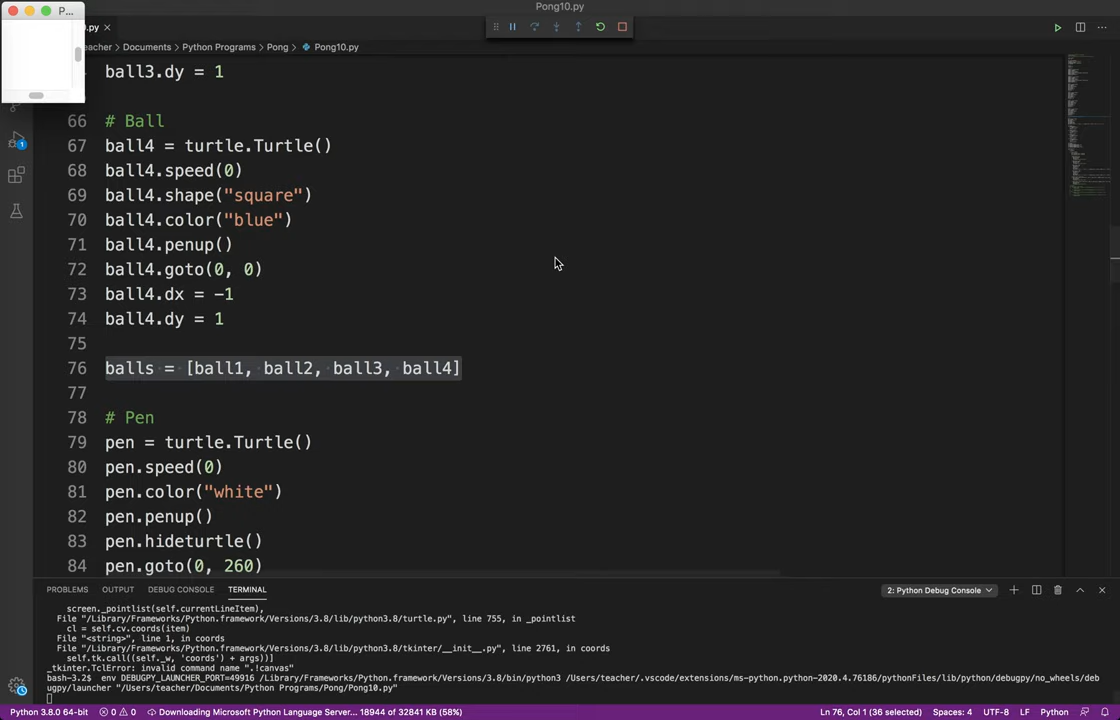 Pong10.py
P...
.py
teacher > Documents > Python Programs > Pong > Pong10.py
ball3.dy = 1
66 # Ball
67 ball4 = turtle.Turtle()
68 ball4.speed(0)
69 ball4.shape("square")
70 ball4.color("blue")
71 ball4.penup()
72 ball4.goto(0, 0)
73 ball4.dx = -1
74 ball4.dy = 1
75
76 balls = [ball1, ball2, ball3, ball4]
77
78 # Pen
79 pen = turtle.Turtle()
80 pen.speed(0)
81 pen.color("white")
82 pen.penup()
83 pen.hideturtle()
84 pen.goto(0, 260)
PROBLEMS OUTPUT DEBUG CONSOLE TERMINAL 2: Python Debug Console
screen._pointlist(self.currentLineItem),
File "/Library/Frameworks/Python.framework/Versions/3.8/lib/python3.8/turtle.py", line 755, in _pointlist
cl = self.cv.coords(item)
File "<string>", line 1, in coords
File "/Library/Frameworks/Python.framework/Versions/3.8/lib/python3.8/tkinter/__init__.py", line 2761, in coords
self.tk.call((self._w, 'coords') + args))]
_tkinter.TclError: invalid command name ".!canvas"
bash-3.2$ env DEBUGPY_LAUNCHER_PORT=49916 /Library/Frameworks/Python.framework/Versions/3.8/bin/python3 /Users/teacher/.vscode/extensions/ms-python.python-2020.4.76186/pythonFiles/lib/python/debugpy/no_wheels/deb
ugpy/launcher "/Users/teacher/Documents/Python Programs/Pong/Pong10.py"
Python 3.8.0 64-bit 0 0 Downloading Microsoft Python Language Server... 18944 of 32841 KB (58%) Ln 76, Col 1 (36 selected) Spaces: 4 UTF-8 LF Python